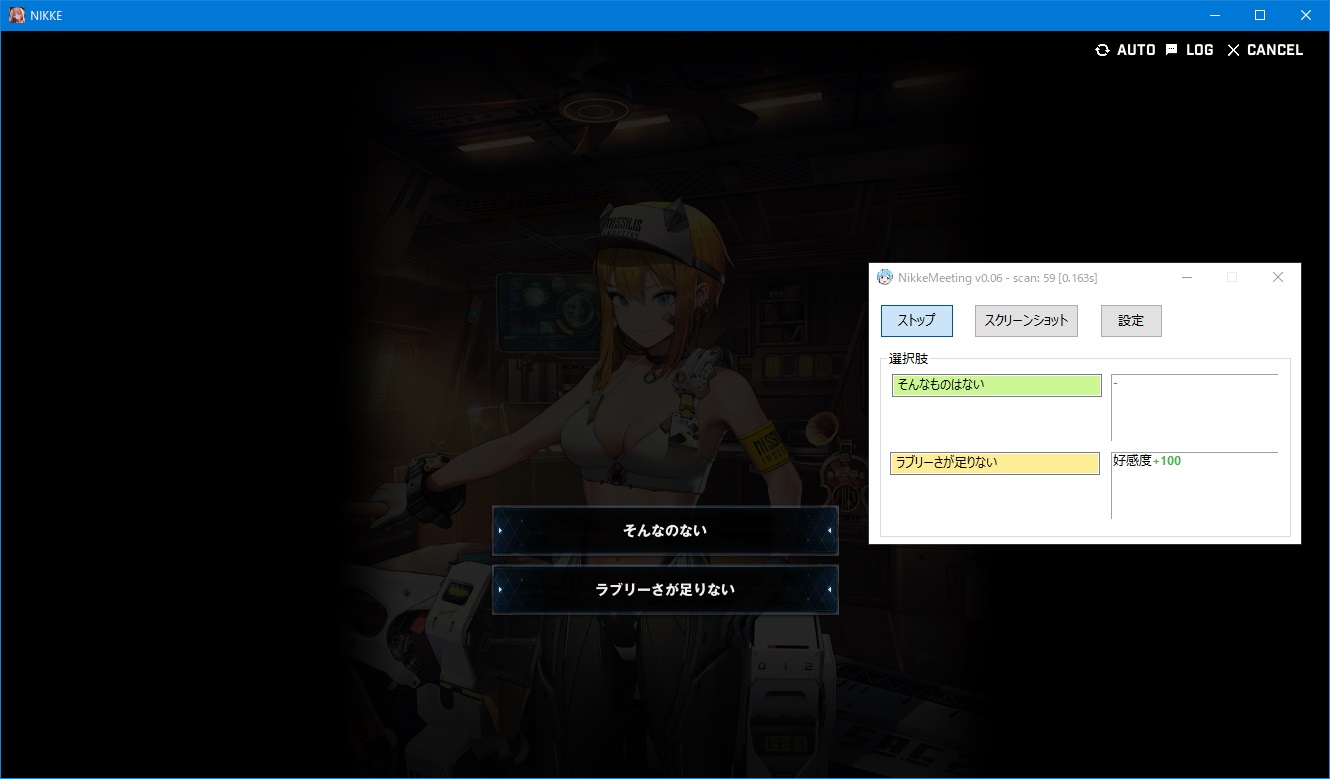 NIKKE
AUTO LOG CANCEL
MISSILIS
NikkeMeeting v0.06 - scan: 59 [0.163s]
ストップ スクリーンショット 設定
選択肢
そんなものはない -
ラブリーさが足りない 好感度+100
そんなのない
ラブリーさが足りない
012